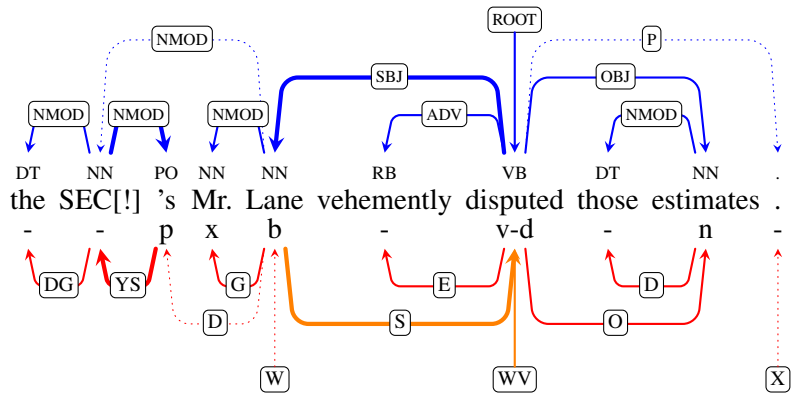 ROOT
NMOD P
SBJ OBJ
NMOD NMOD NMOD ADV NMOD
DT NN PO NN NN RB VB DT NN .
the SEC[!] 's Mr. Lane vehemently disputed those estimates .
- - p x b - v-d - n -
DG YS G E D
D S O
W WV X